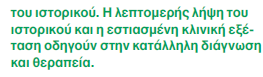 του ιστορικού. Η λεπτομερής λήψη του
ιστορικού και η εστιασμένη κλινική εξέ-
ταση οδηγούν στην κατάλληλη διάγνωση
και θεραπεία.